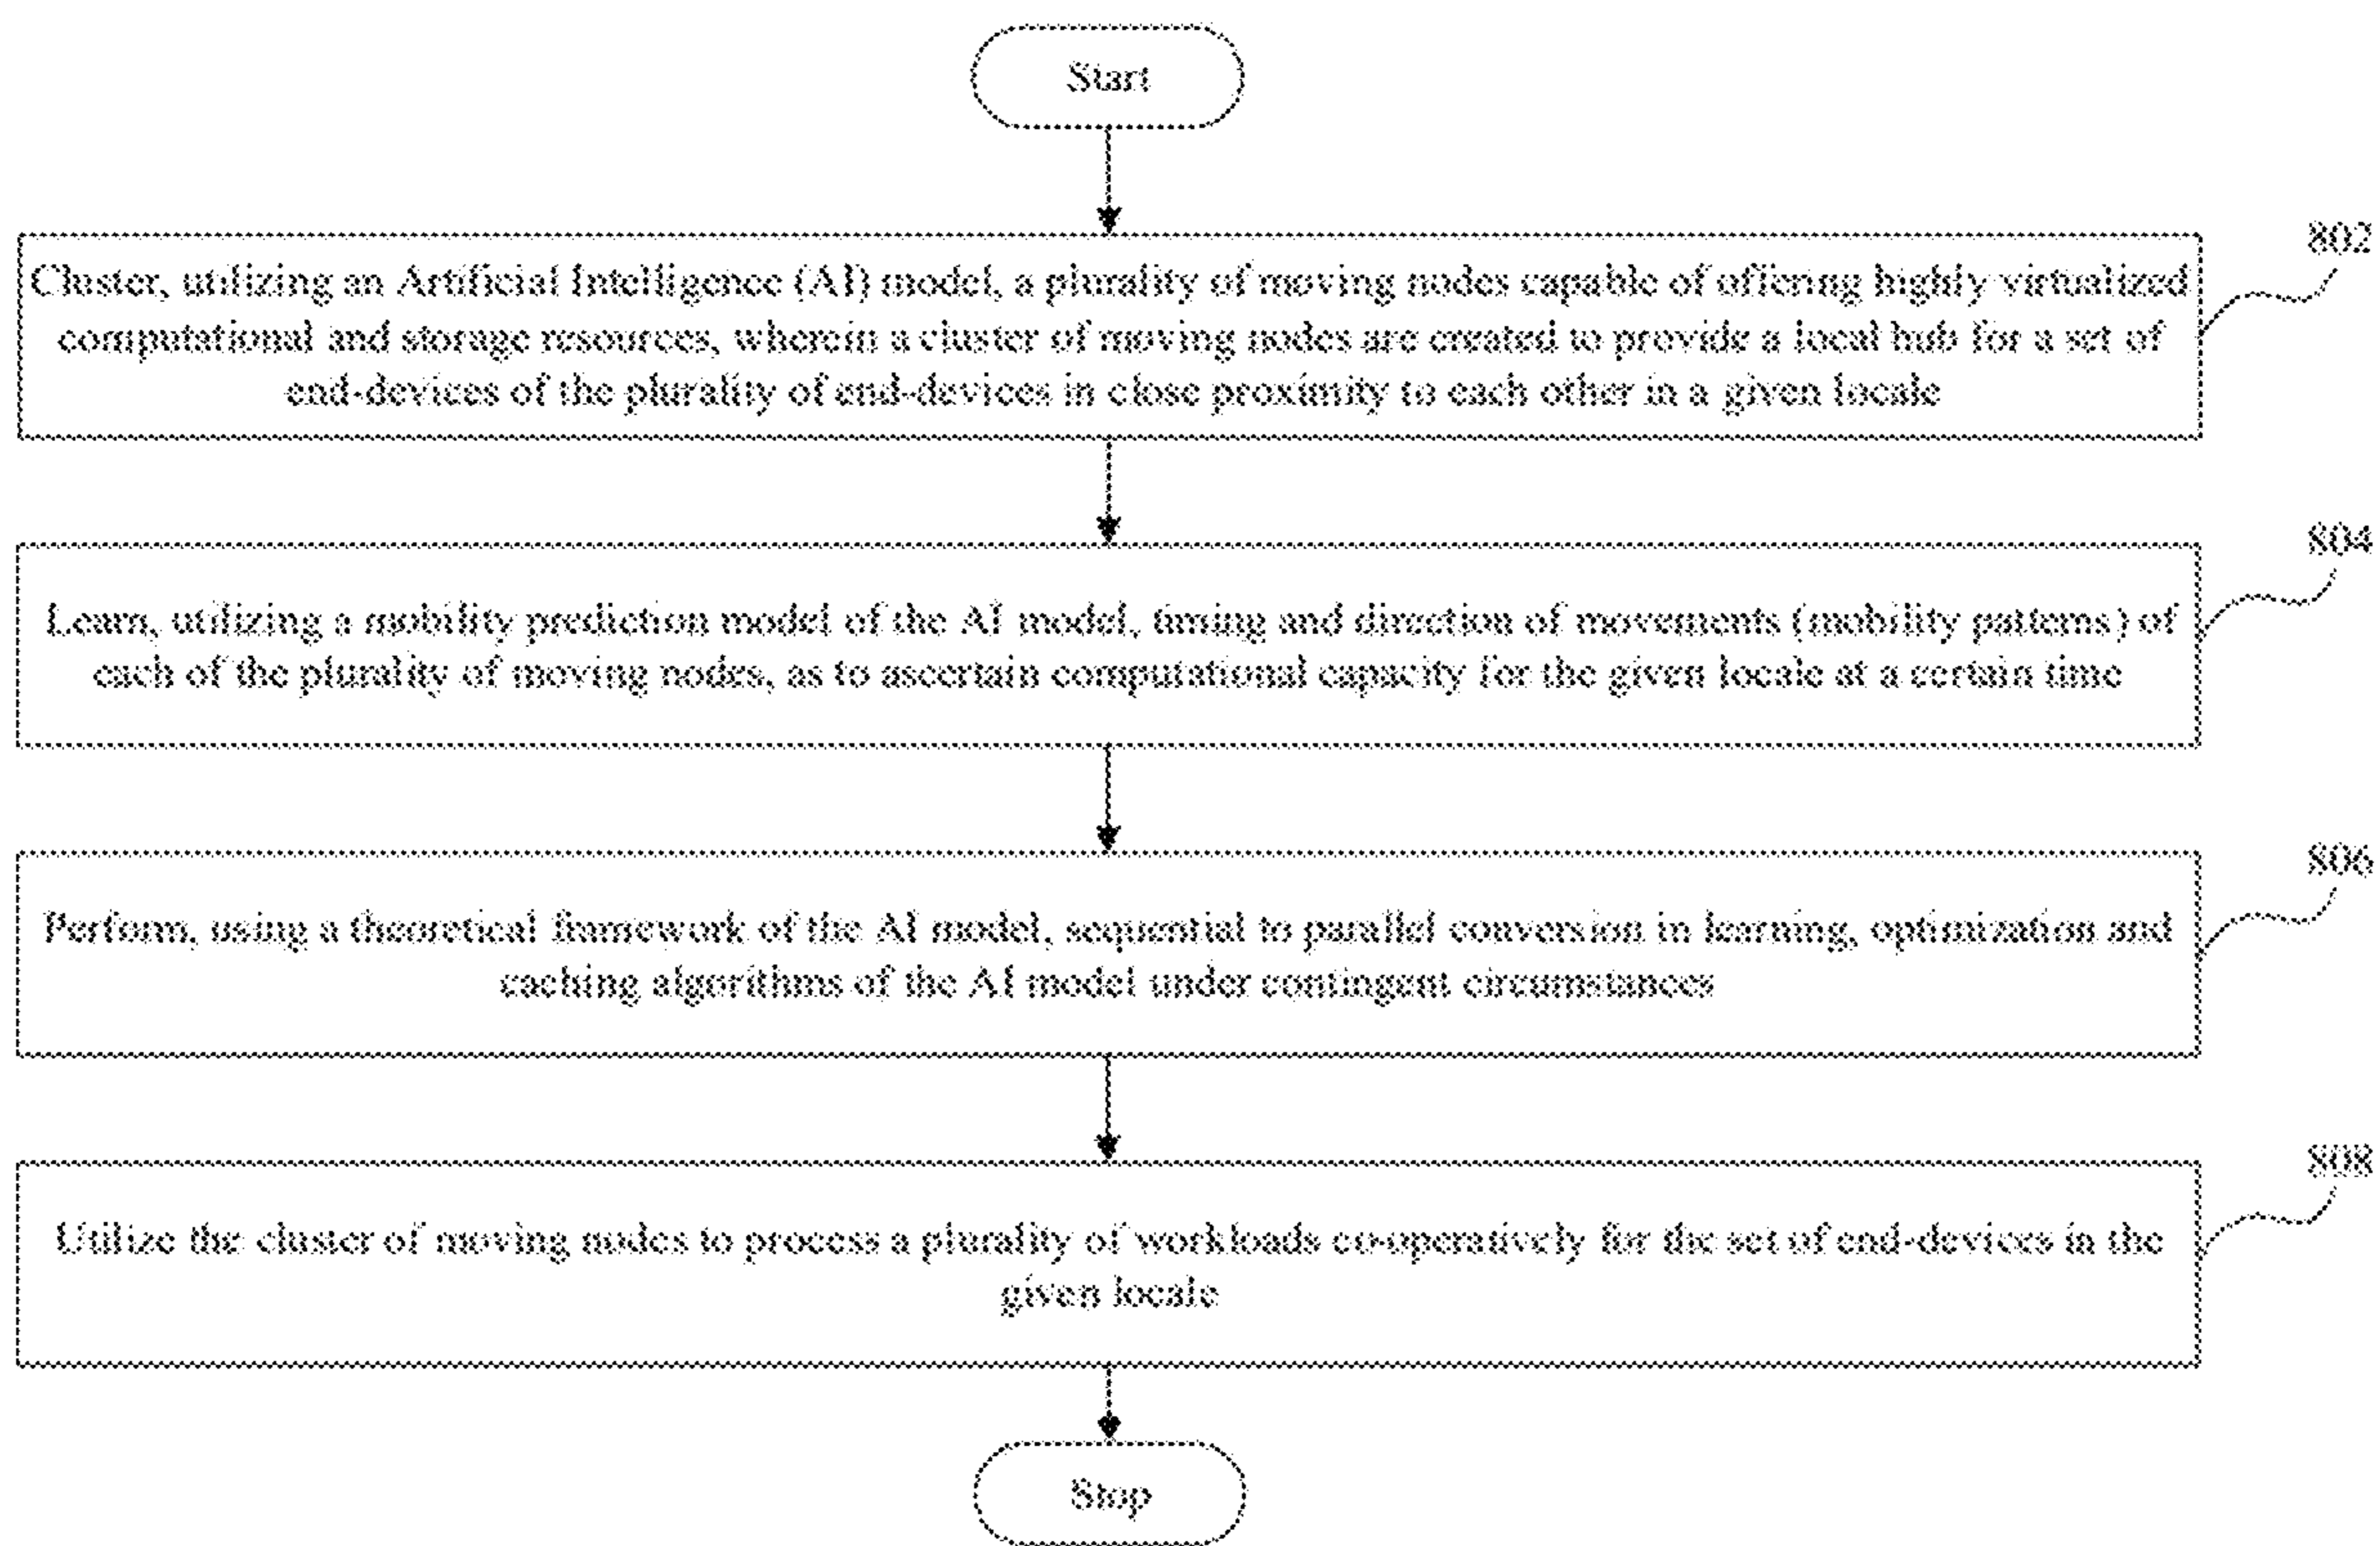 Start
802
Cluster, utilizing an Artificial Intelligence (AI) model, a plurality of moving nodes capable of offering highly virtualized
computational and storage resources, wherein a cluster of moving nodes are created to provide a local hub for a set of
end-devices of the plurality of end-devices in close proximity to each other in a given locale
804
Learn, utilizing a mobility prediction model of the AI model, timing and direction of movements (mobility patterns) of
each of the plurality of moving nodes, as to ascertain computational capacity for the given locale at a certain time
806
Perform, using a theoretical framework of the AI model, sequential to parallel conversion in learning, optimization and
caching algorithms of the AI model under contingent circumstances
808
Utilize the cluster of moving nodes to process a plurality of workloads co-operatively for the set of end-devices in the
given locale
Stop